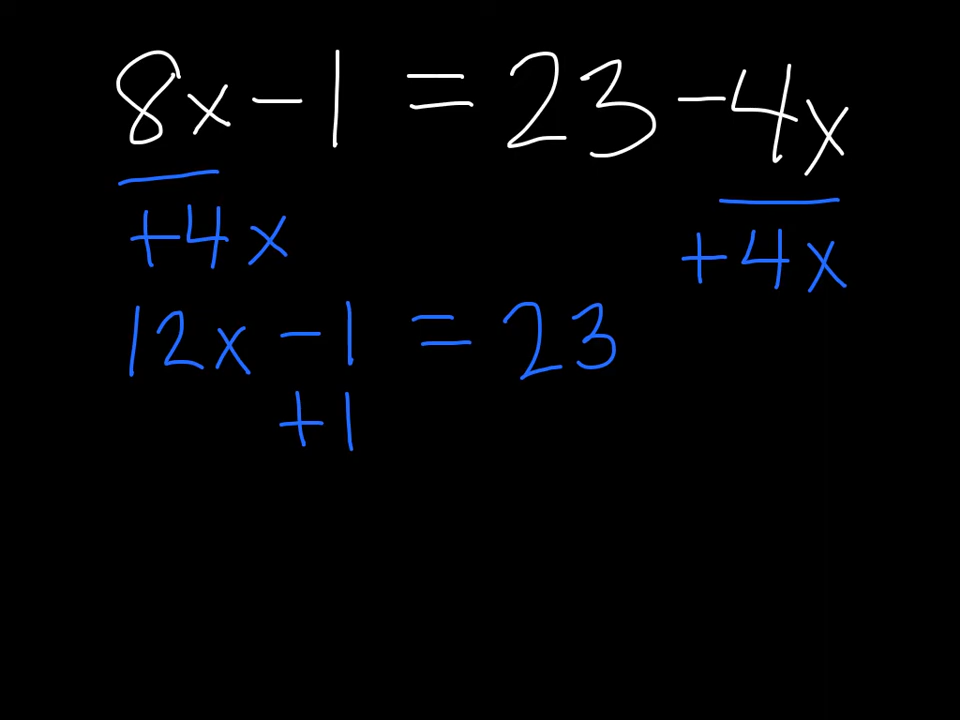 8x - 1 = 23 - 4x
+4x +4x
12x - 1 = 23
+1